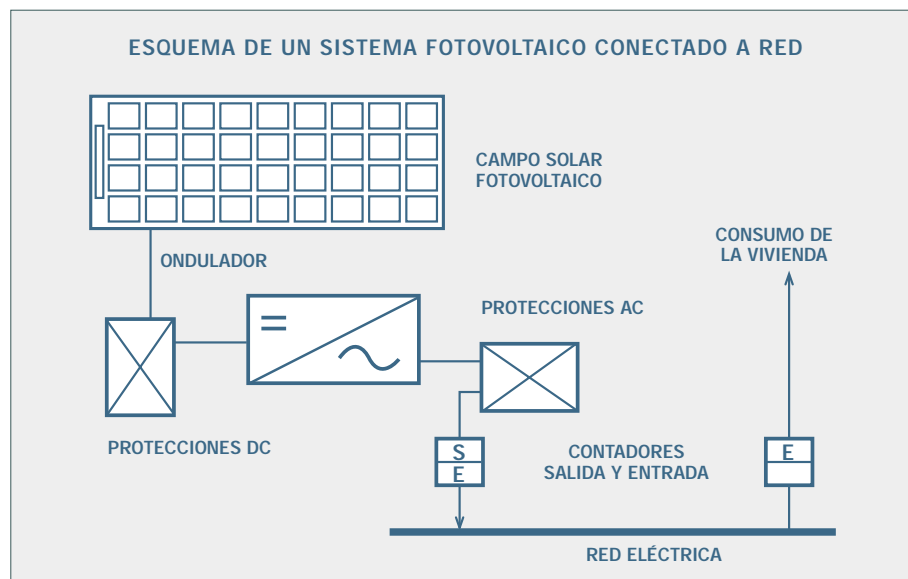 ESQUEMA DE UN SISTEMA FOTOVOLTAICO CONECTADO A RED
CAMPO SOLAR
FOTOVOLTAICO
CONSUMO DE
LA VIVIENDA
ONDULADOR
PROTECCIONES AC
PROTECCIONES DC
S
E
CONTADORES
SALIDA Y ENTRADA
E
RED ELÉCTRICA